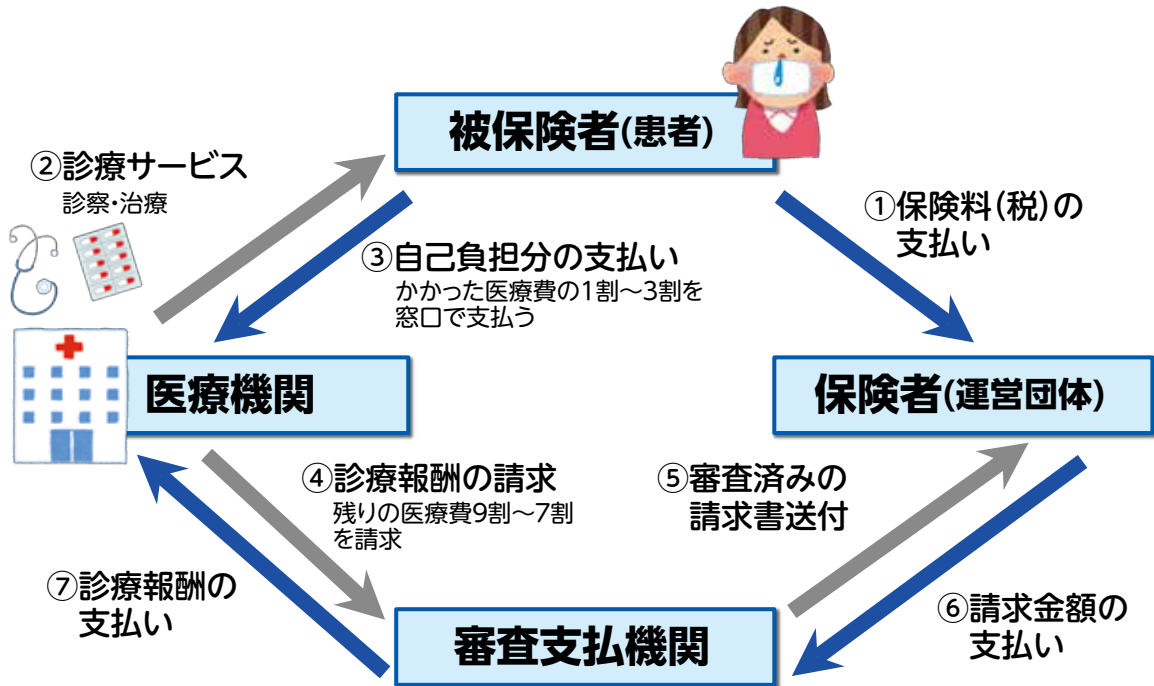 被保険者(患者)
②診療サービス
診察・治療
①保険料(税)の
支払い
③自己負担分の支払い
かかった医療費の1割～3割を
窓口で支払う
医療機関
保険者(運営団体)
④診療報酬の請求
残りの医療費9割～7割
を請求
⑤審査済みの
請求書送付
⑦診療報酬の
支払い
⑥請求金額の
支払い
審査支払機関